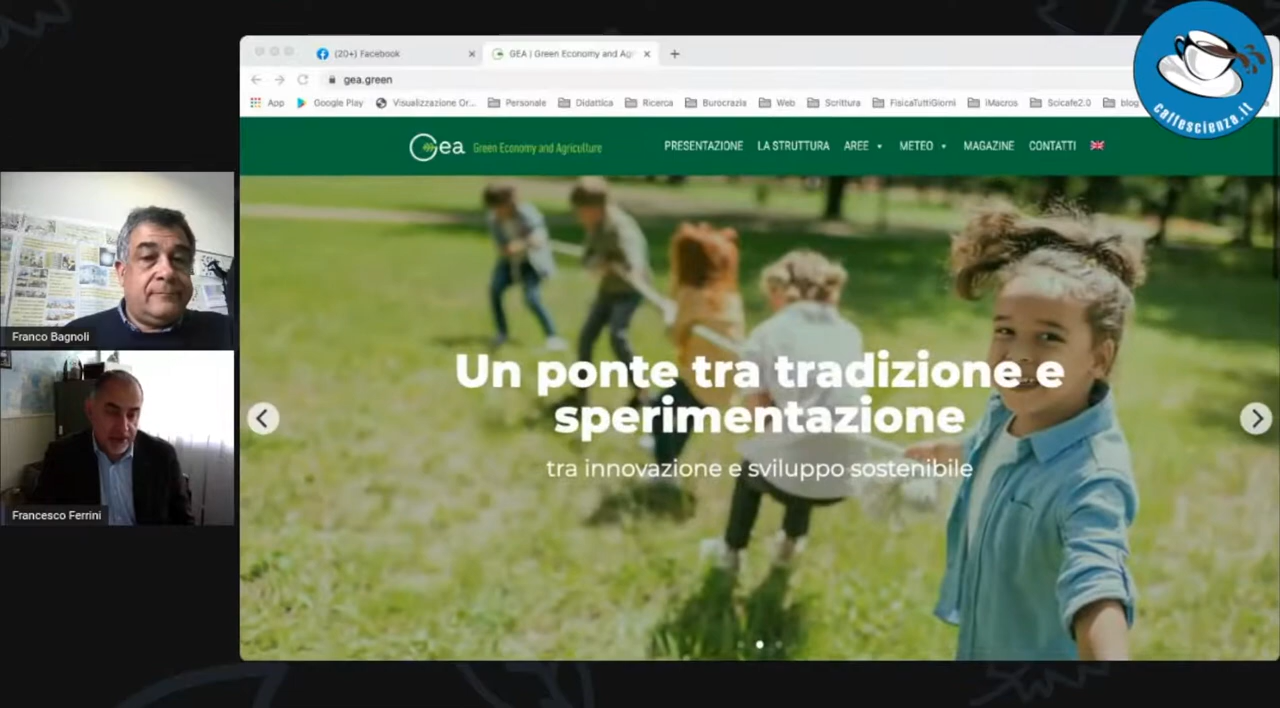 (20+) Facebook
GEA | Green Economy and Agr
gea.green
App Google Play Visualizzazione Or... Personale Didattica Ricerca Burocrazia Web Scrittura FisicaTuttiGiorni iMacros Scicafe2.0 blog
caffescienza.it
Gea Green Economy and Agriculture
PRESENTAZIONE LA STRUTTURA AREE METEO MAGAZINE CONTATTI
Un ponte tra tradizione e
sperimentazione
tra innovazione e sviluppo sostenibile
Franco Bagnoli
Francesco Ferrini